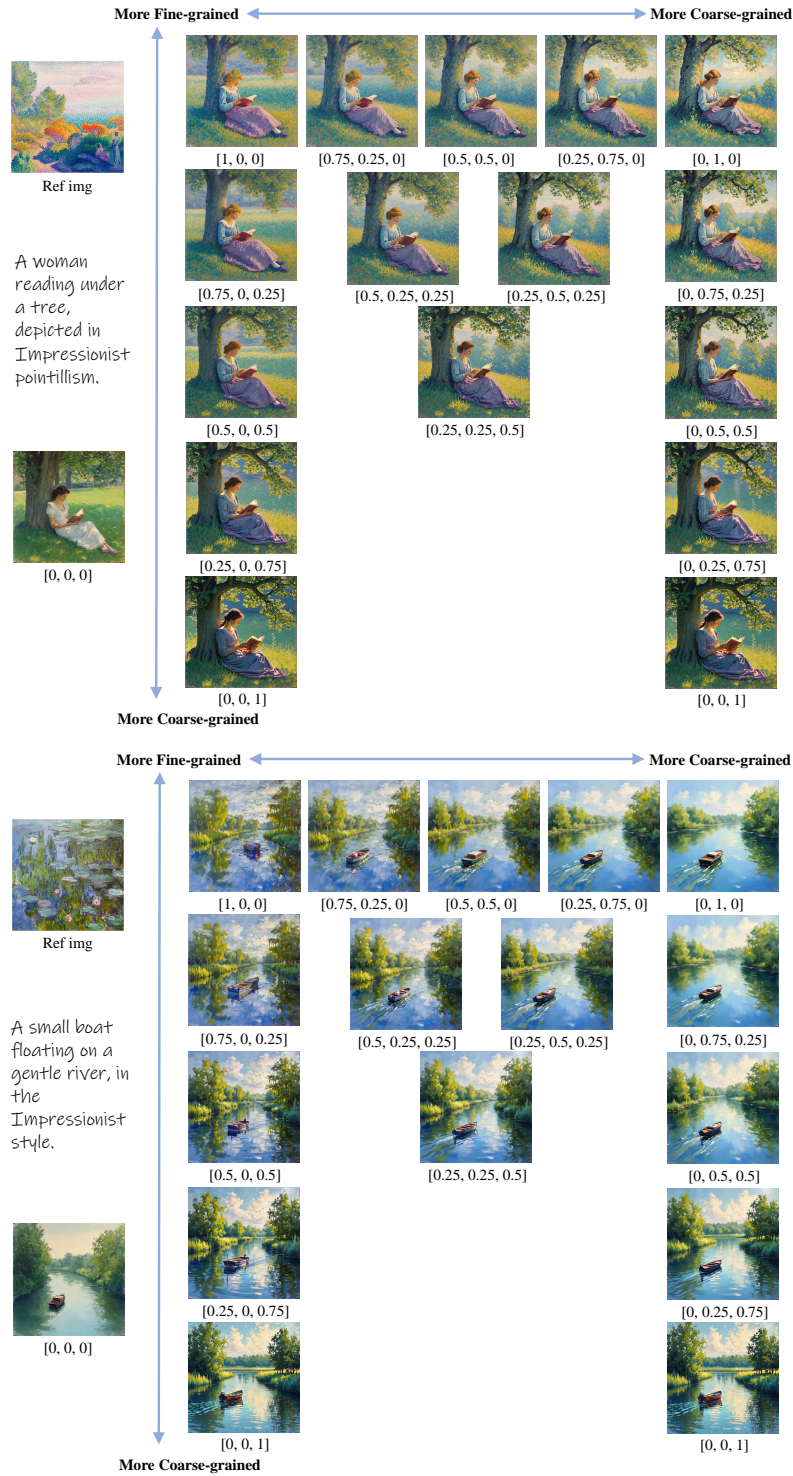 More Fine-grained
More Coarse-grained
[1, 0, 0]
[0.75, 0.25, 0]
[0.5, 0.5, 0]
[0.25, 0.75, 0]
[0, 1, 0]
Ref img
[0.75, 0, 0.25]
[0.5, 0.25, 0.25]
[0.25, 0.5, 0.25]
[0, 0.75, 0.25]
A woman
reading under
a tree,
depicted in
Impressionist
pointillism.
[0.5, 0, 0.5]
[0.25, 0.25, 0.5]
[0, 0.5, 0.5]
[0, 0, 0]
[0.25, 0, 0.75]
[0, 0.25, 0.75]
[0, 0, 1]
[0, 0, 1]
More Coarse-grained
More Fine-grained
More Coarse-grained
[1, 0, 0]
[0.75, 0.25, 0]
[0.5, 0.5, 0]
[0.25, 0.75, 0]
[0, 1, 0]
Ref img
[0.75, 0, 0.25]
[0.5, 0.25, 0.25]
[0.25, 0.5, 0.25]
[0, 0.75, 0.25]
A small boat
floating on a
gentle river, in
the
Impressionist
style.
[0.5, 0, 0.5]
[0.25, 0.25, 0.5]
[0, 0.5, 0.5]
[0, 0, 0]
[0.25, 0, 0.75]
[0, 0.25, 0.75]
[0, 0, 1]
[0, 0, 1]
More Coarse-grained